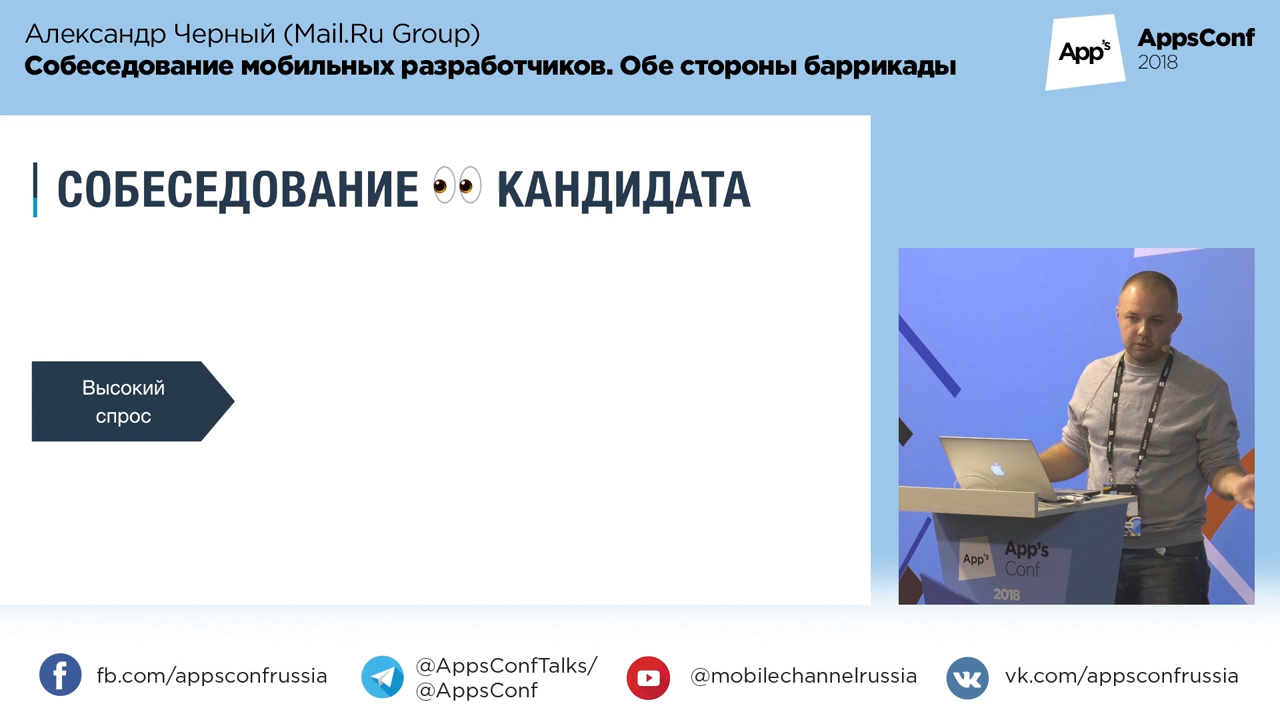 Александр Черный (Mail.Ru Group)
Собеседование мобильных разработчиков. Обе стороны баррикады
App's
AppsConf
2018
СОБЕСЕДОВАНИЕ 👀 КАНДИДАТА
Высокий
спрос
App's
App's
Conf
2018
fb.com/appsconfrussia
@AppsConfTalks/
@AppsConf
@mobilechannelrussia
vk.com/appsconfrussia